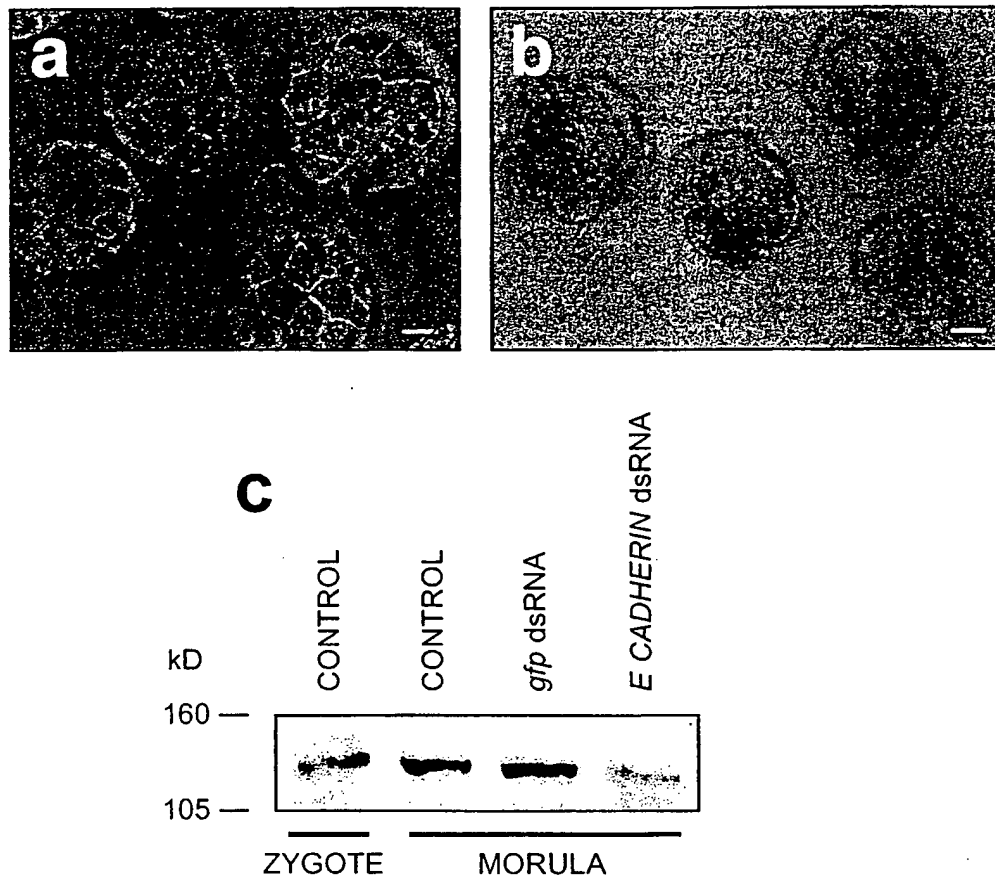 a
b
c
CONTROL
CONTROL
gfp dsRNA
E CADHERIN dsRNA
kD
160
105
ZYGOTE
MORULA